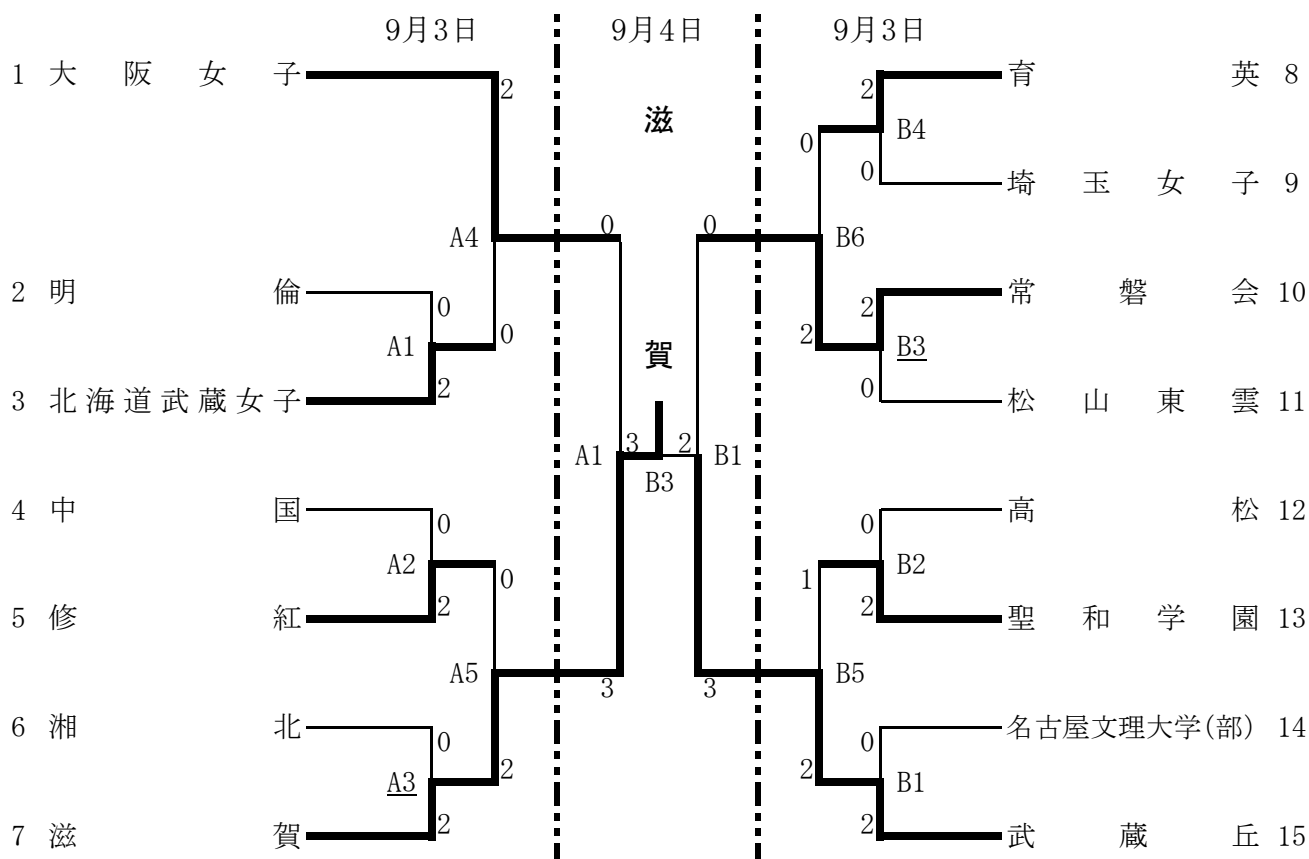 9月3日 9月4日 9月3日
1 大阪女子 2 滋 2 育英 8
0 B4
0 埼玉女子 9
A4 0 0 B6
2 明倫 0 2 常磐会 10
A1 0 賀 2 B3
3 北海道武蔵女子 2 0 松山東雲 11
A1 3 2 B1
B3
4 中国 0 0 高松 12
A2 0 1 B2
5 修紅 2 2 聖和学園 13
A5 3 3 B5
6 湘北 0 0 名古屋文理大学(部) 14
A3 2 2 B1
7 滋賀 2 2 武蔵丘 15